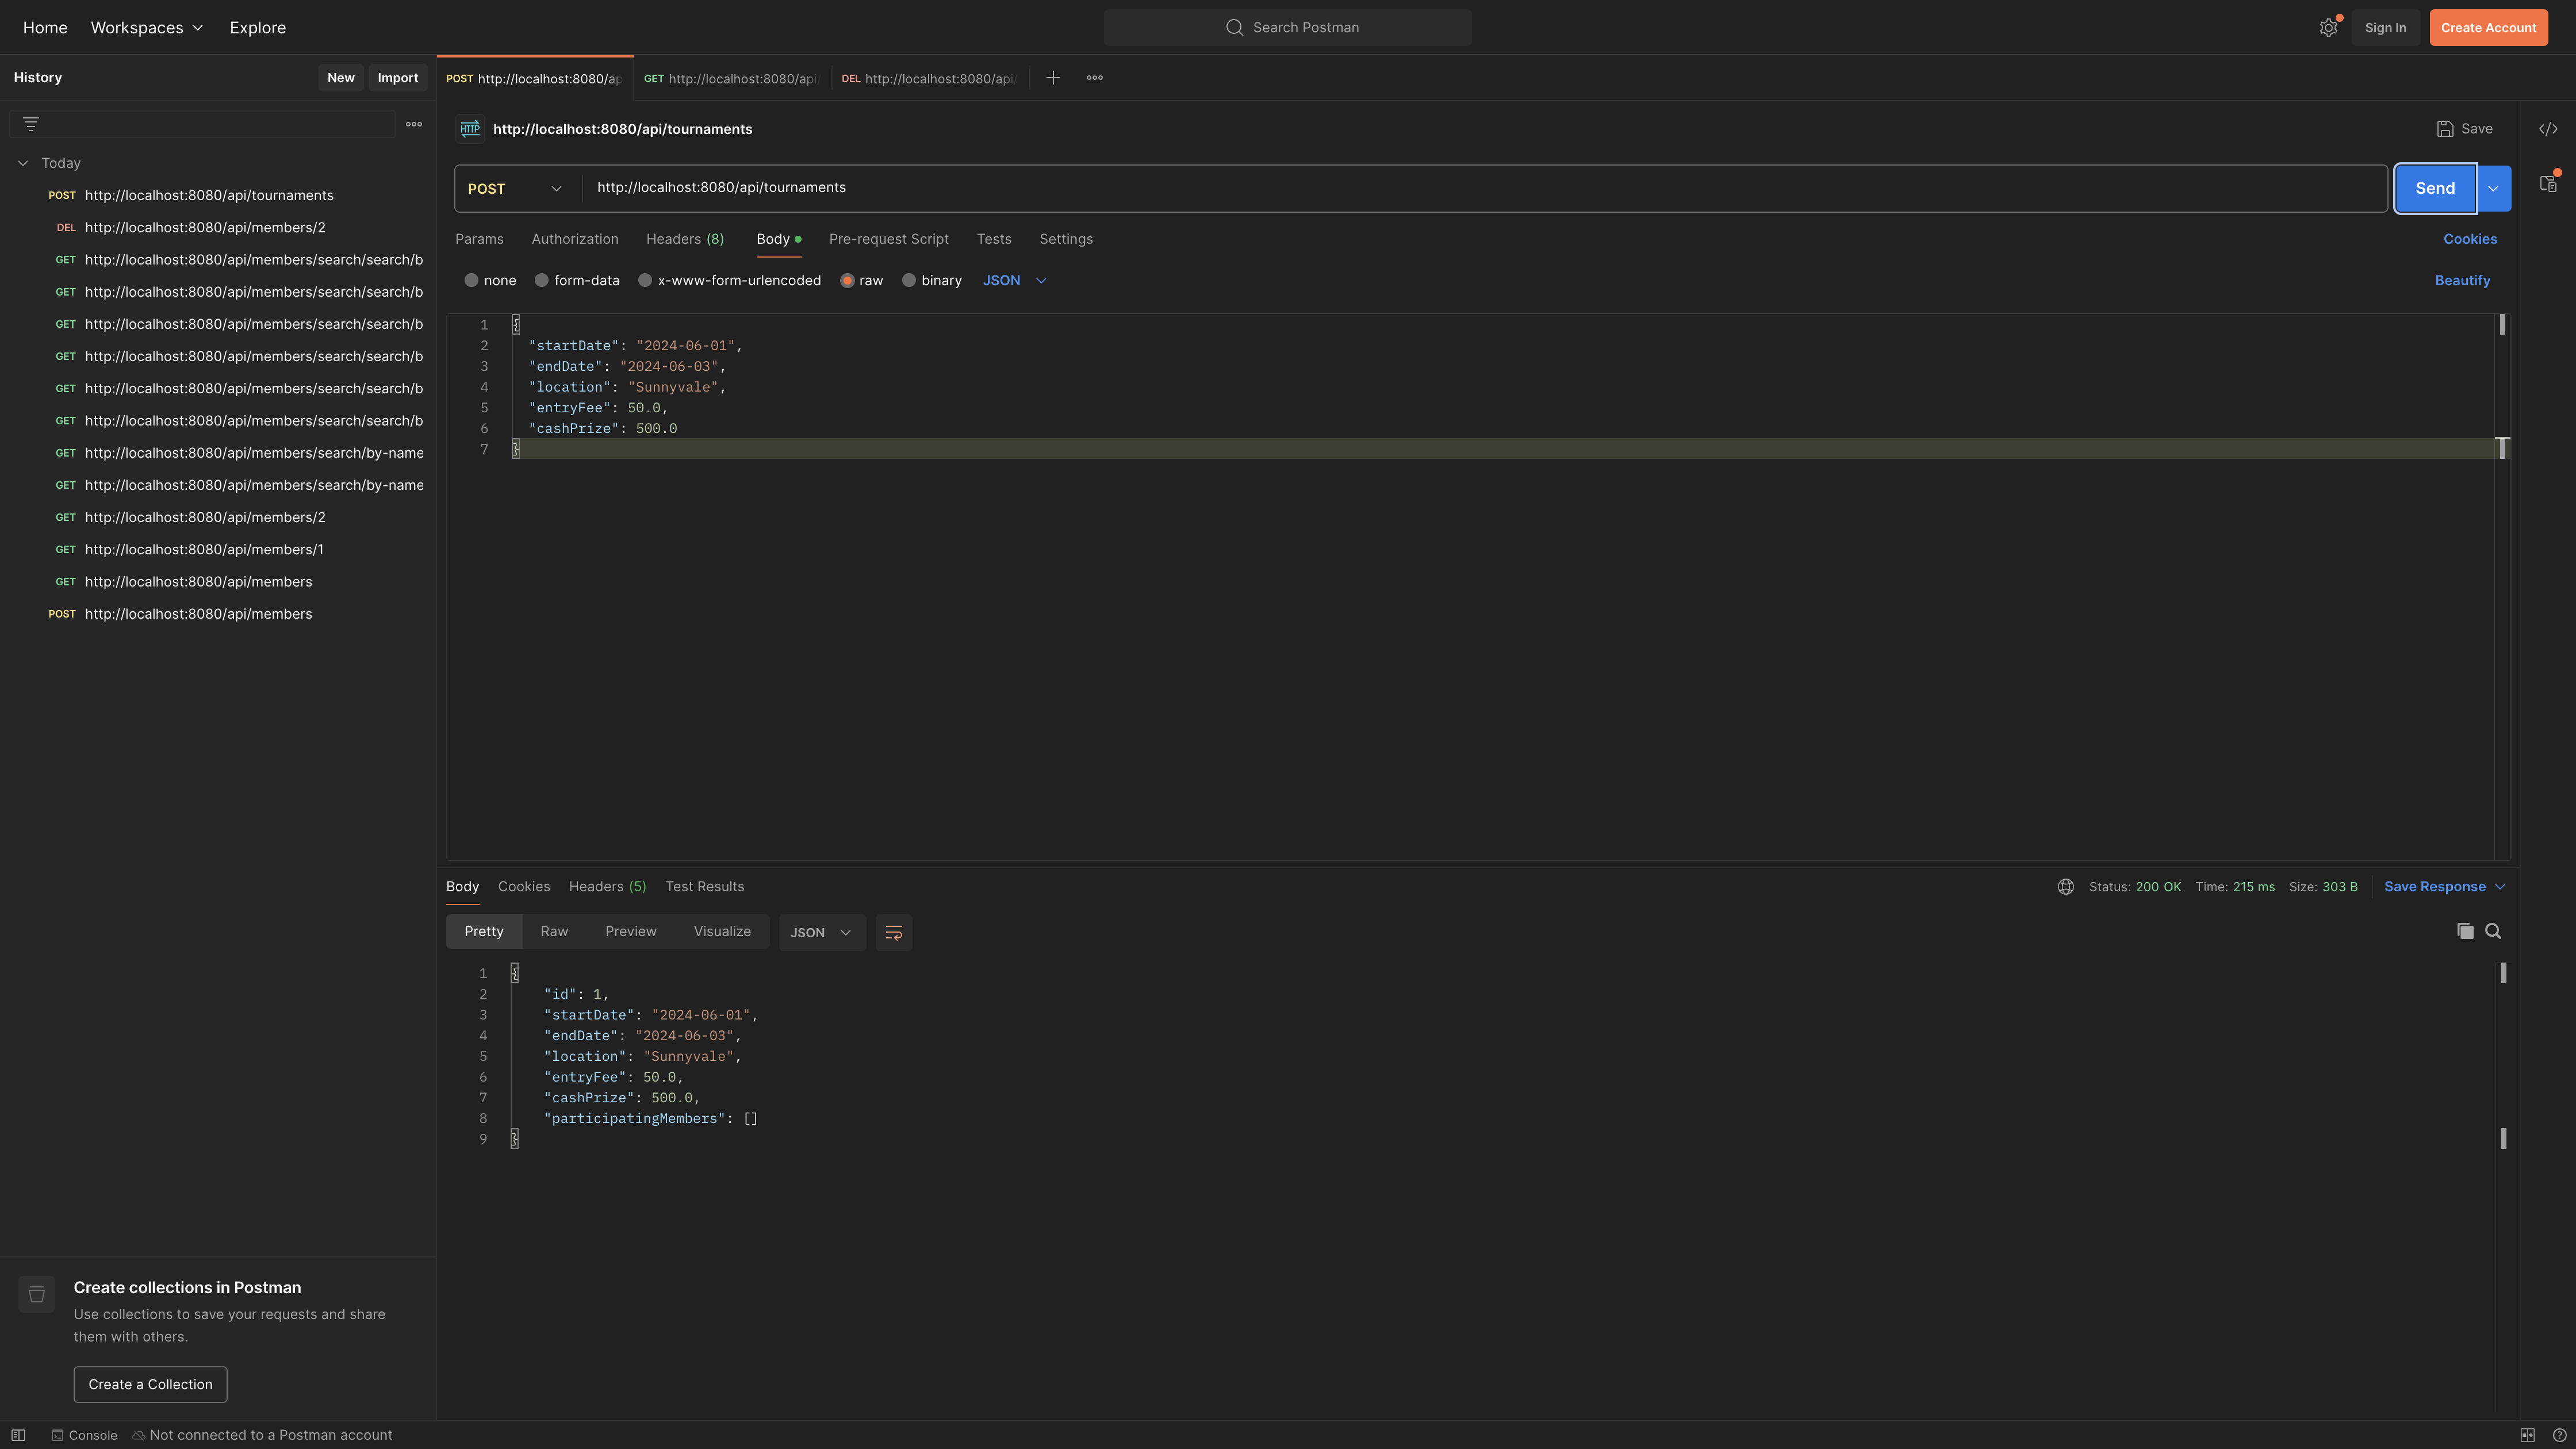 Home Workspaces Explore
Search Postman
Sign In Create Account
History New Import
Today
POST http://localhost:8080/api/tournaments
DEL http://localhost:8080/api/members/2
GET http://localhost:8080/api/members/search/search/b
GET http://localhost:8080/api/members/search/search/b
GET http://localhost:8080/api/members/search/search/b
GET http://localhost:8080/api/members/search/search/b
GET http://localhost:8080/api/members/search/search/b
GET http://localhost:8080/api/members/search/search/b
GET http://localhost:8080/api/members/search/by-name
GET http://localhost:8080/api/members/search/by-name
GET http://localhost:8080/api/members/2
GET http://localhost:8080/api/members/1
GET http://localhost:8080/api/members
POST http://localhost:8080/api/members
Create collections in Postman
Use collections to save your requests and share
them with others.
Create a Collection
POST http://localhost:8080/ap GET http://localhost:8080/api/ DEL http://localhost:8080/api/
HTTP http://localhost:8080/api/tournaments Save
POST http://localhost:8080/api/tournaments Send
Params Authorization Headers (8) Body Pre-request Script Tests Settings Cookies
none form-data x-www-form-urlencoded raw binary JSON Beautify
1 {
2 "startDate": "2024-06-01",
3 "endDate": "2024-06-03",
4 "location": "Sunnyvale",
5 "entryFee": 50.0,
6 "cashPrize": 500.0
7 }
Body Cookies Headers (5) Test Results Status: 200 OK Time: 215 ms Size: 303 B Save Response
Pretty Raw Preview Visualize JSON
1 {
2 "id": 1,
3 "startDate": "2024-06-01",
4 "endDate": "2024-06-03",
5 "location": "Sunnyvale",
6 "entryFee": 50.0,
7 "cashPrize": 500.0,
8 "participatingMembers": []
9 }
Console Not connected to a Postman account